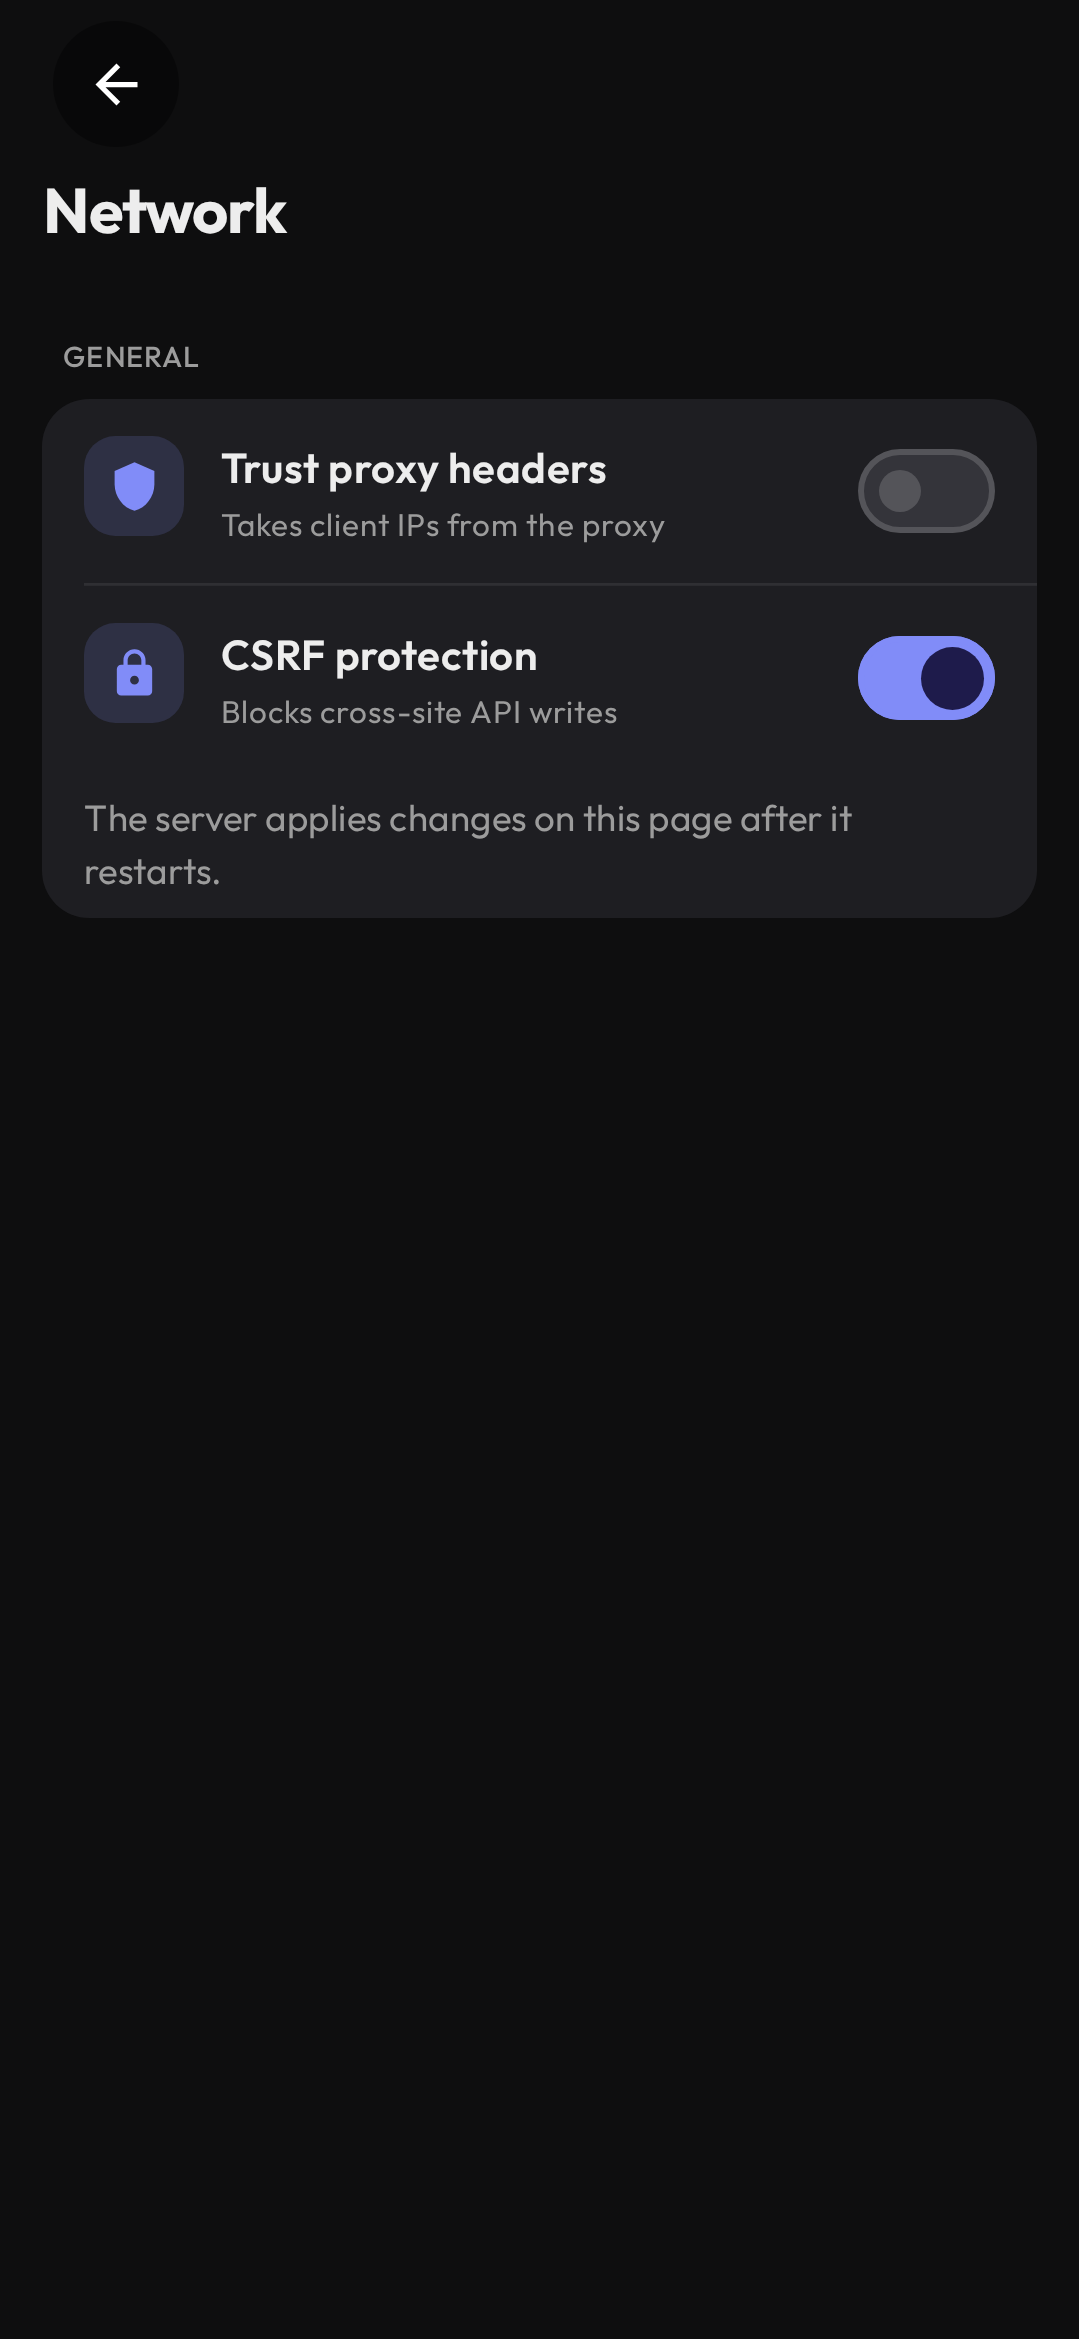 Network
GENERAL
Trust proxy headers
Takes client IPs from the proxy
CSRF protection
Blocks cross-site API writes
The server applies changes on this page after it
restarts.